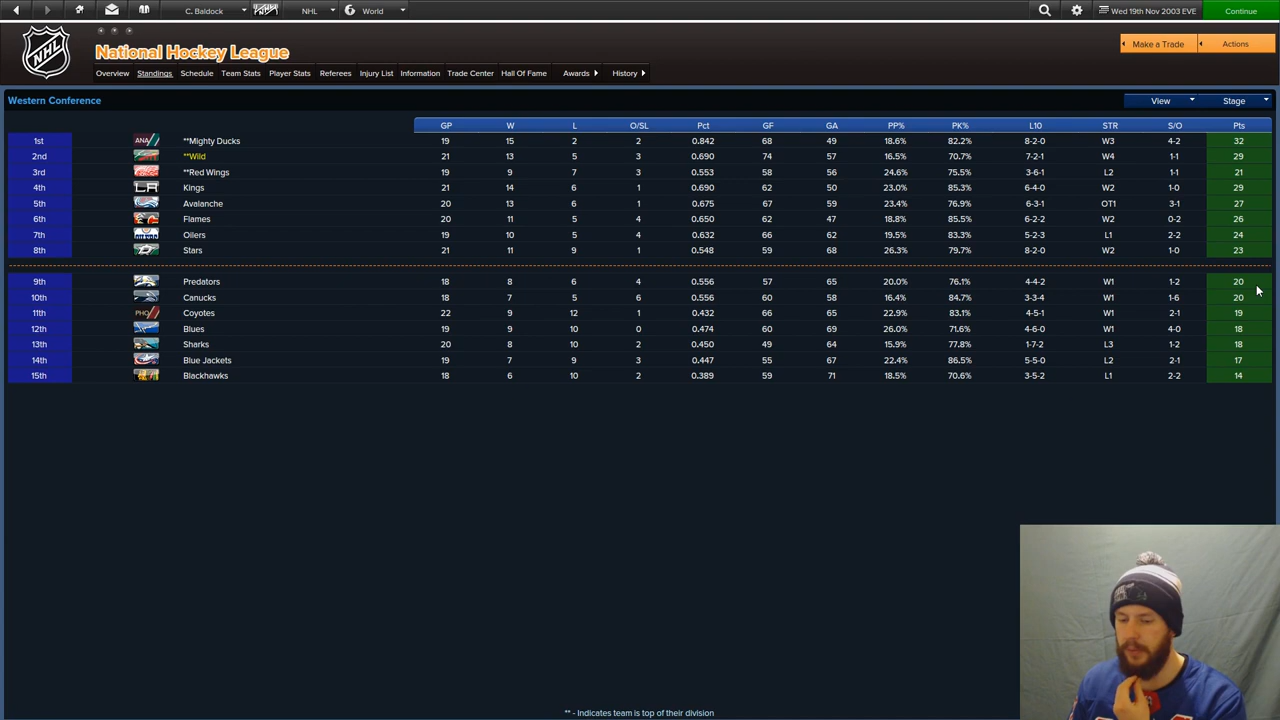 C. Baldock NHL World Wed 19th Nov 2003 EVE Continue
National Hockey League
Make a Trade Actions
Overview Standings Schedule Team Stats Player Stats Referees Injury List Information Trade Center Hall Of Fame Awards History
Western Conference View Stage
GP W L O/SL Pct GF GA PP% PK% L10 STR S/O Pts
1st ANA **Mighty Ducks 19 15 2 2 0.842 68 49 18.6% 82.2% 8-2-0 W3 4-2 32
2nd **Wild 21 13 5 3 0.690 74 57 16.5% 70.7% 7-2-1 W4 1-1 29
3rd **Red Wings 19 9 7 3 0.553 58 56 24.6% 75.5% 3-6-1 L2 1-1 21
4th LA Kings 21 14 6 1 0.690 62 50 23.0% 85.3% 6-4-0 W2 1-0 29
5th Avalanche 20 13 6 1 0.675 67 59 23.4% 76.9% 6-3-1 OT1 3-1 27
6th Flames 20 11 5 4 0.650 62 47 18.8% 85.5% 6-2-2 W2 0-2 26
7th Oilers 19 10 5 4 0.632 66 62 19.5% 83.3% 5-2-3 L1 2-2 24
8th Stars 21 11 9 1 0.548 59 68 26.3% 79.7% 8-2-0 W2 1-0 23
9th Predators 18 8 6 4 0.556 57 65 20.0% 76.1% 4-4-2 W1 1-2 20
10th Canucks 18 7 5 6 0.556 60 58 16.4% 84.7% 3-3-4 W1 1-6 20
11th PHO Coyotes 22 9 12 1 0.432 66 65 22.9% 83.1% 4-5-1 W1 2-1 19
12th Blues 19 9 10 0 0.474 60 69 26.0% 71.6% 4-6-0 W1 4-0 18
13th Sharks 20 8 10 2 0.450 49 64 15.9% 77.8% 1-7-2 L3 1-2 18
14th Blue Jackets 19 7 9 3 0.447 55 67 22.4% 86.5% 5-5-0 L2 2-1 17
15th Blackhawks 18 6 10 2 0.389 59 71 18.5% 70.6% 3-5-2 L1 2-2 14
** - Indicates team is top of their division